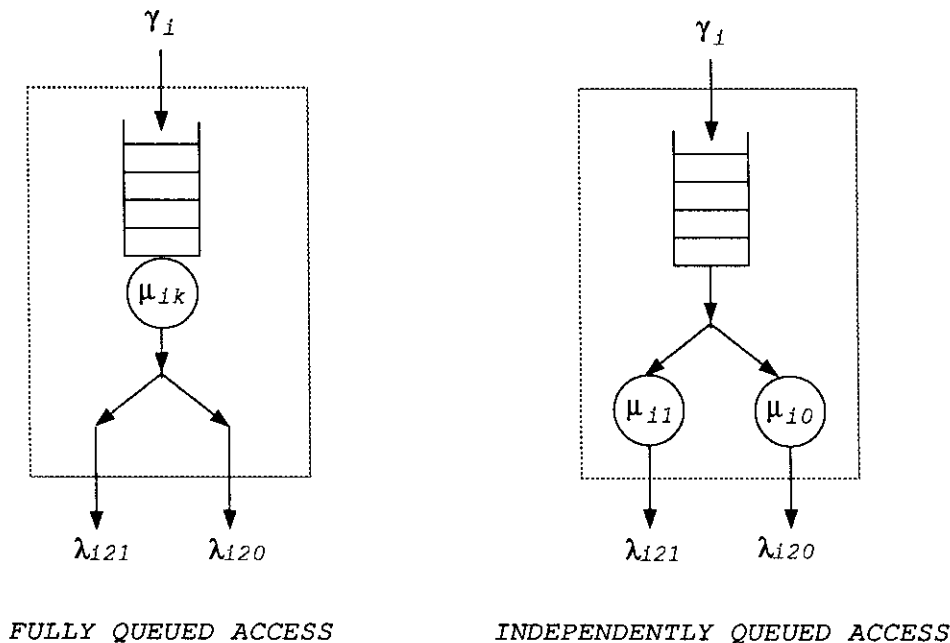 γi
γi
μik
μi1
μi0
λi21
λi20
λi21
λi20
FULLY QUEUED ACCESS
INDEPENDENTLY QUEUED ACCESS